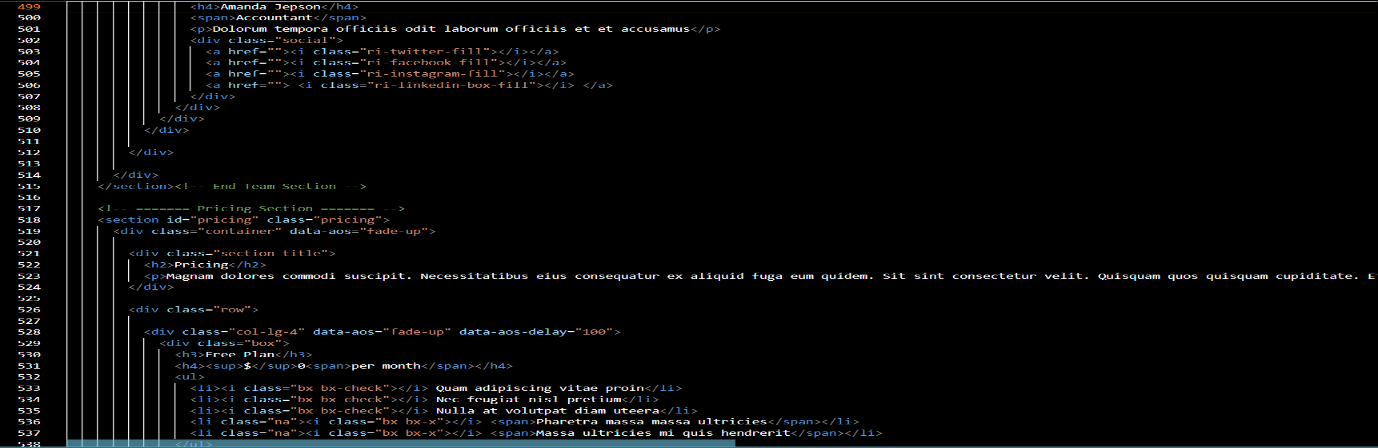 499 <h4>Amanda Jepson</h4>
500 <span>Accountant</span>
501 <p>Dolorum tempora officiis odit laborum officiis et et accusamus</p>
502 <div class="social">
503 <a href=""><i class="ri-twitter-fill"></i></a>
504 <a href=""><i class="ri-facebook-fill"></i></a>
505 <a href=""><i class="ri-instagram-fill"></i></a>
506 <a href=""> <i class="ri-linkedin-box-fill"></i> </a>
507 </div>
508 </div>
509 </div>
510 </div>
511
512 </div>
513
514 </div>
515 </section><!-- End Team Section -->
516
517 <!-- ======= Pricing Section ======= -->
518 <section id="pricing" class="pricing">
519 <div class="container" data-aos="fade-up">
520
521 <div class="section-title">
522 <h2>Pricing</h2>
523 <p>Magnam dolores commodi suscipit. Necessitatibus eius consequatur ex aliquid fuga eum quidem. Sit sint consectetur velit. Quisquam quos quisquam cupiditate. E
524 </div>
525
526 <div class="row">
527
528 <div class="col-lg-4" data-aos="fade-up" data-aos-delay="100">
529 <div class="box">
530 <h3>Free Plan</h3>
531 <h4><sup>$</sup>0<span>per month</span></h4>
532 <ul>
533 <li><i class="bx bx-check"></i> Quam adipiscing vitae proin</li>
534 <li><i class="bx bx-check"></i> Nec feugiat nisl pretium</li>
535 <li><i class="bx bx-check"></i> Nulla at volutpat diam uteera</li>
536 <li class="na"><i class="bx bx-x"></i> <span>Pharetra massa massa ultricies</span></li>
537 <li class="na"><i class="bx bx-x"></i> <span>Massa ultricies mi quis hendrerit</span></li>
538 </ul>